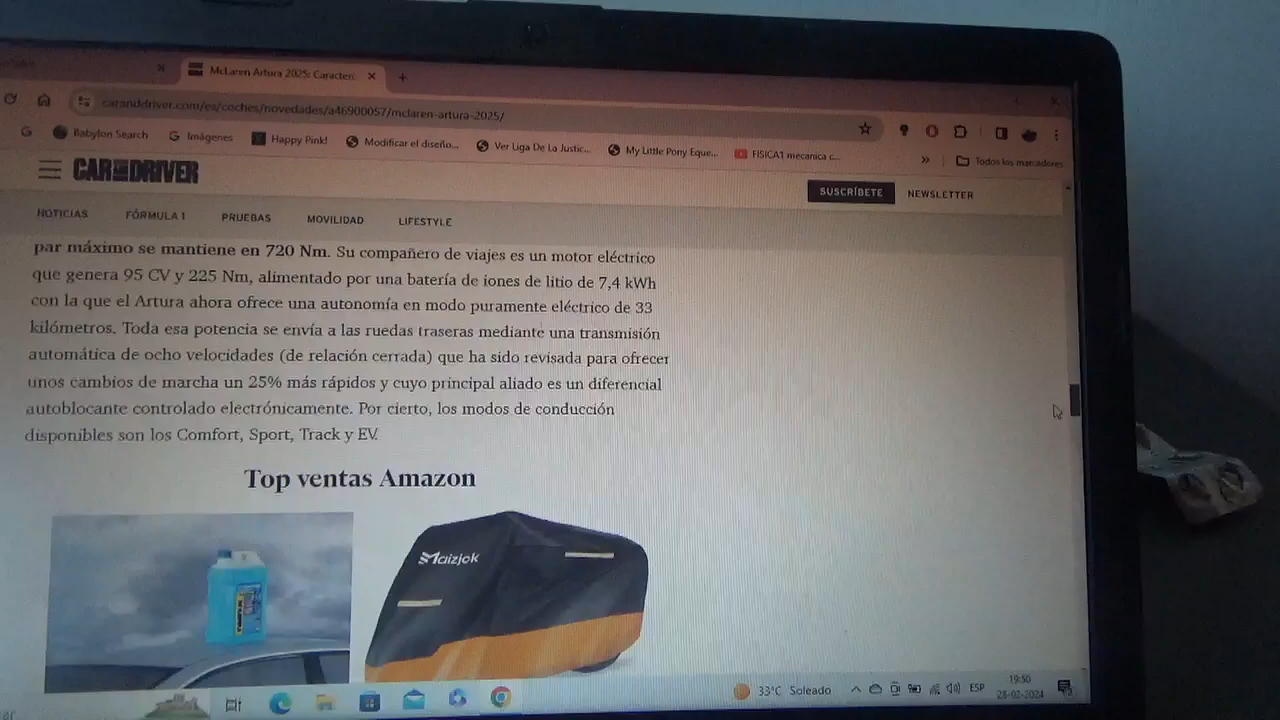 McLaren Artura 2025: Caracterí
caranddriver.com/es/coches/novedades/a46900057/mclaren-artura-2025/
Babylon Search
Imágenes
Happy Pink!
Modificar el diseño...
Ver Liga De La Justic...
My Little Pony Eque...
FISICA1 mecanica c...
Todos los marcadores
CAR AND DRIVER
SUSCRÍBETE
NEWSLETTER
NOTICIAS
FÓRMULA 1
PRUEBAS
MOVILIDAD
LIFESTYLE
par máximo se mantiene en 720 Nm. Su compañero de viajes es un motor eléctrico
que genera 95 CV y 225 Nm, alimentado por una batería de iones de litio de 7,4 kWh
con la que el Artura ahora ofrece una autonomía en modo puramente eléctrico de 33
kilómetros. Toda esa potencia se envía a las ruedas traseras mediante una transmisión
automática de ocho velocidades (de relación cerrada) que ha sido revisada para ofrecer
unos cambios de marcha un 25% más rápidos y cuyo principal aliado es un diferencial
autoblocante controlado electrónicamente. Por cierto, los modos de conducción
disponibles son los Comfort, Sport, Track y EV.
Top ventas Amazon
Maizjok
33°C Soleado
ESP
19:50
28-02-2024